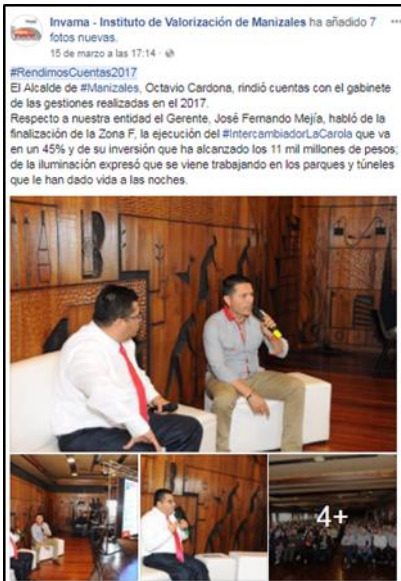 Invama - Instituto de Valorización de Manizales ha añadido 7
fotos nuevas.
15 de marzo a las 17:14 ·
#RendimosCuentas2017
El Alcalde de #Manizales, Octavio Cardona, rindió cuentas con el gabinete
de las gestiones realizadas en el 2017.
Respecto a nuestra entidad el Gerente, José Fernando Mejía, habló de la
finalización de la Zona F, la ejecución del #IntercambiadorLaCarola que va
en un 45% y de su inversión que ha alcanzado los 11 mil millones de pesos;
de la iluminación expresó que se viene trabajando en los parques y túneles
que le han dado vida a las noches.
4+